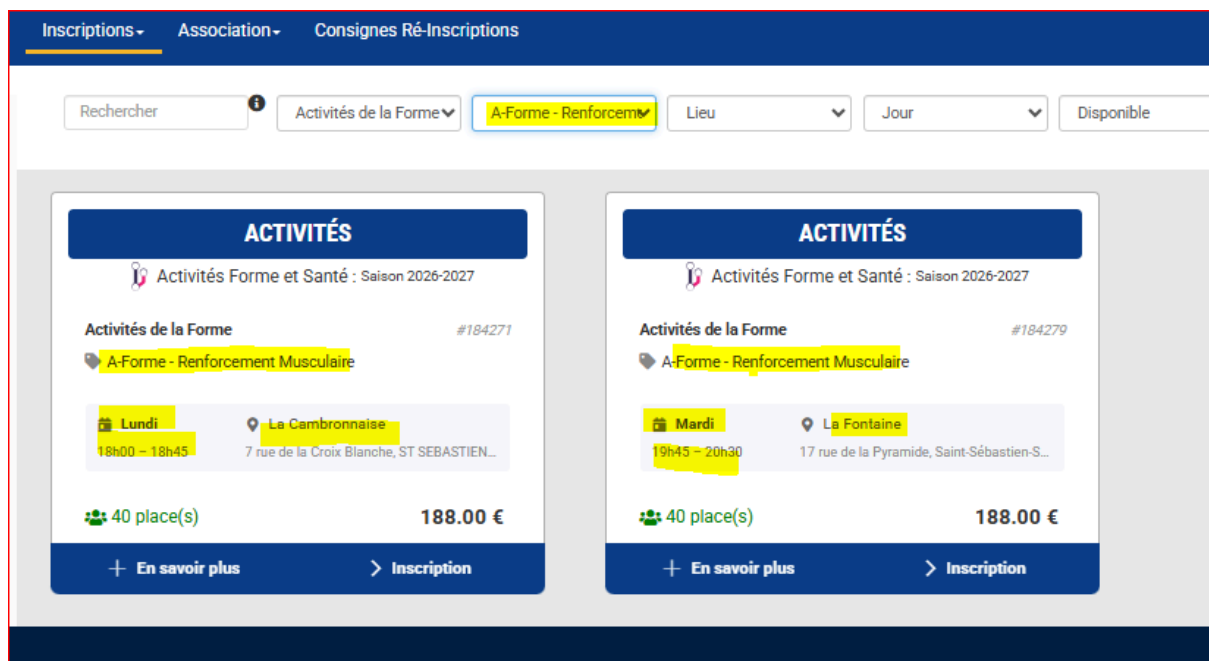 Inscriptions Association Consignes Ré-Inscriptions
Rechercher Activités de la Forme A-Forme - Renforceme Lieu Jour Disponible
ACTIVITÉS
Activités Forme et Santé : Saison 2026-2027
Activités de la Forme #184271
A-Forme - Renforcement Musculaire
Lundi La Cambronnaise
18h00 – 18h45 7 rue de la Croix Blanche, ST SEBASTIEN...
40 place(s) 188.00 €
En savoir plus Inscription
ACTIVITÉS
Activités Forme et Santé : Saison 2026-2027
Activités de la Forme #184279
A-Forme - Renforcement Musculaire
Mardi La Fontaine
19h45 – 20h30 17 rue de la Pyramide, Saint-Sébastien-S...
40 place(s) 188.00 €
En savoir plus Inscription